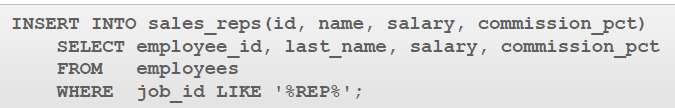 INSERT INTO sales_reps(id, name, salary, commission_pct)
SELECT employee_id, last_name, salary, commission_pct
FROM employees
WHERE job_id LIKE '%REP%';